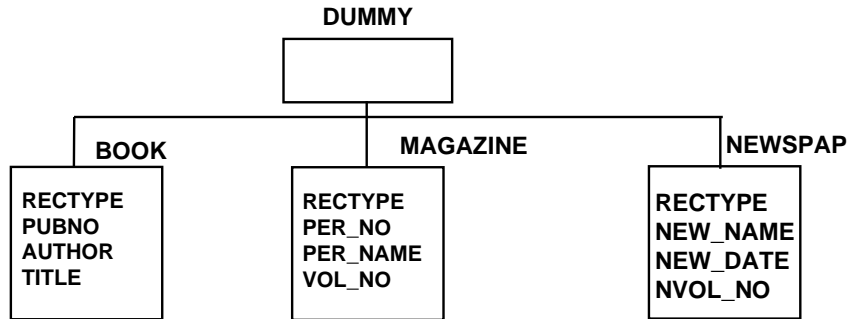 DUMMY
BOOK
MAGAZINE
NEWSPAP
RECTYPE
PUBNO
AUTHOR
TITLE
RECTYPE
PER_NO
PER_NAME
VOL_NO
RECTYPE
NEW_NAME
NEW_DATE
NVOL_NO